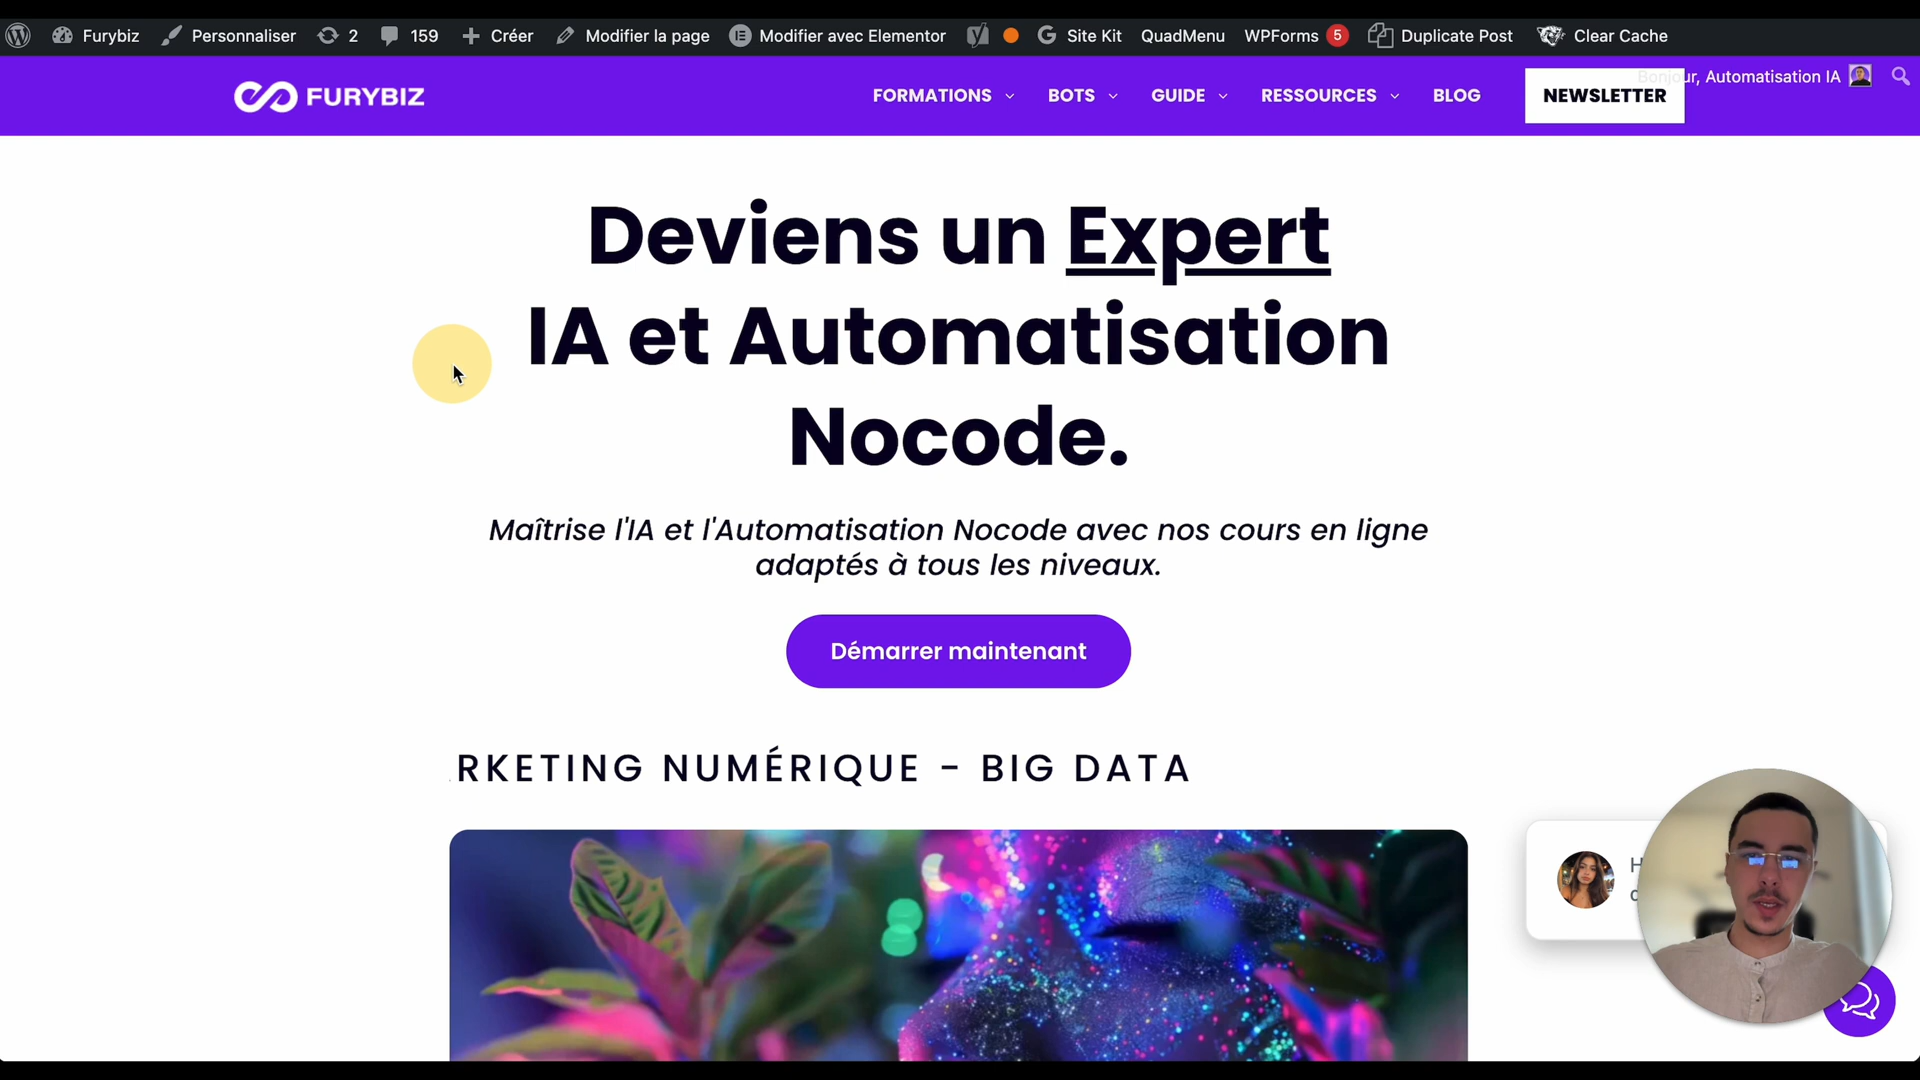 Furybiz Personnaliser 2 159 Créer Modifier la page Modifier avec Elementor Site Kit QuadMenu WPForms 5 Duplicate Post Clear Cache
Bonjour, Automatisation IA
FURYBIZ FORMATIONS BOTS GUIDE RESSOURCES BLOG NEWSLETTER
Deviens un Expert
IA et Automatisation
Nocode.
Maîtrise l'IA et l'Automatisation Nocode avec nos cours en ligne
adaptés à tous les niveaux.
Démarrer maintenant
RKETING NUMÉRIQUE - BIG DATA